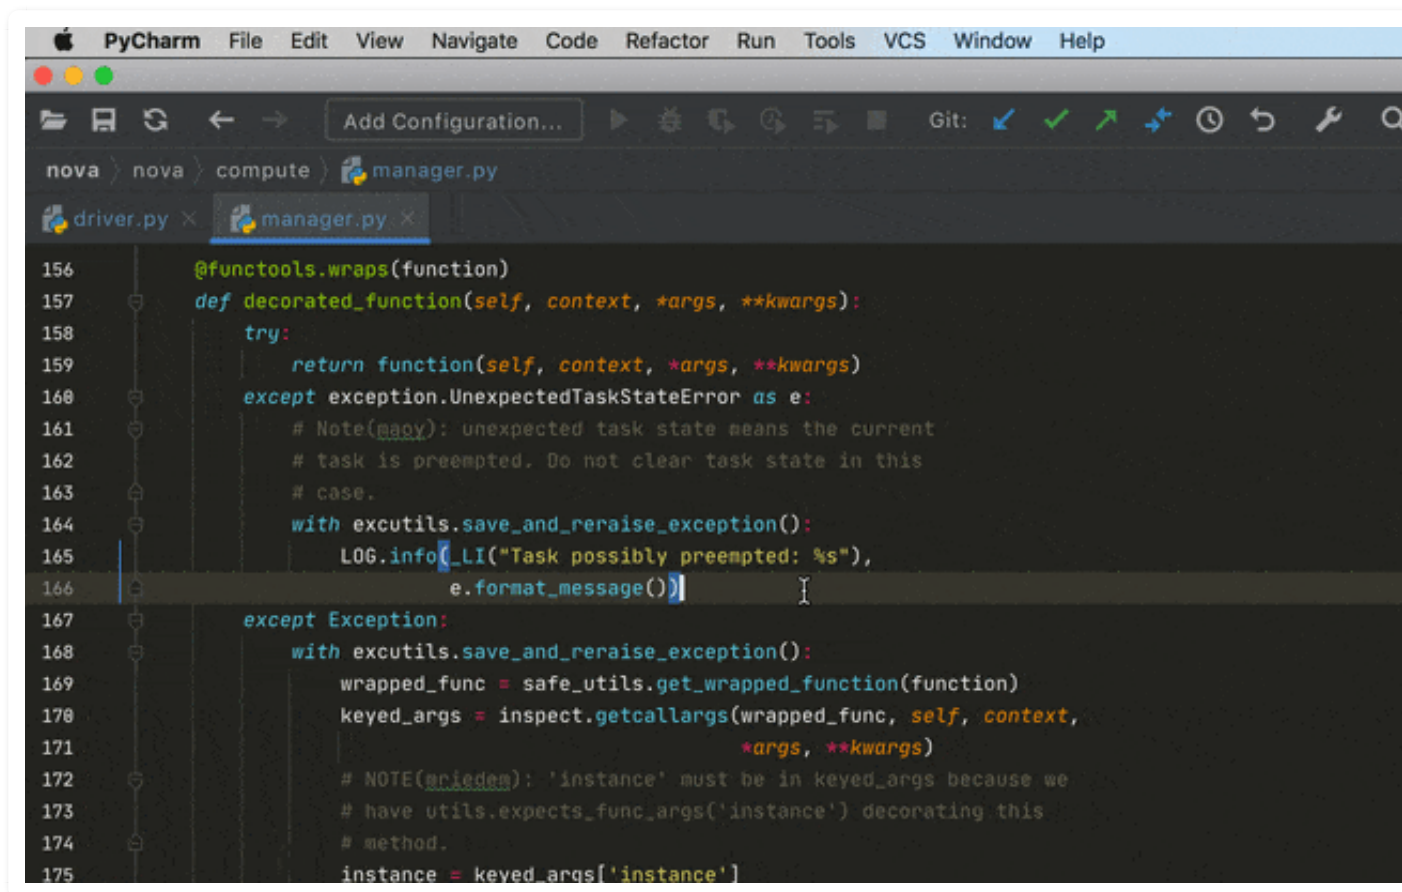 PyCharm File Edit View Navigate Code Refactor Run Tools VCS Window Help
Add Configuration... Git:
nova nova compute manager.py
driver.py manager.py
156 @functools.wraps(function)
157 def decorated_function(self, context, *args, **kwargs):
158 try:
159 return function(self, context, *args, **kwargs)
160 except exception.UnexpectedTaskStateError as e:
161 # Note(maoy): unexpected task state means the current
162 # task is preempted. Do not clear task state in this
163 # case.
164 with excutils.save_and_reraise_exception():
165 LOG.info(_LI("Task possibly preempted: %s"),
166 e.format_message())
167 except Exception:
168 with excutils.save_and_reraise_exception():
169 wrapped_func = safe_utils.get_wrapped_function(function)
170 keyed_args = inspect.getcallargs(wrapped_func, self, context,
171 *args, **kwargs)
172 # NOTE(mriedem): 'instance' must be in keyed_args because we
173 # have utils.expects_func_args('instance') decorating this
174 # method.
175 instance = keyed_args['instance']